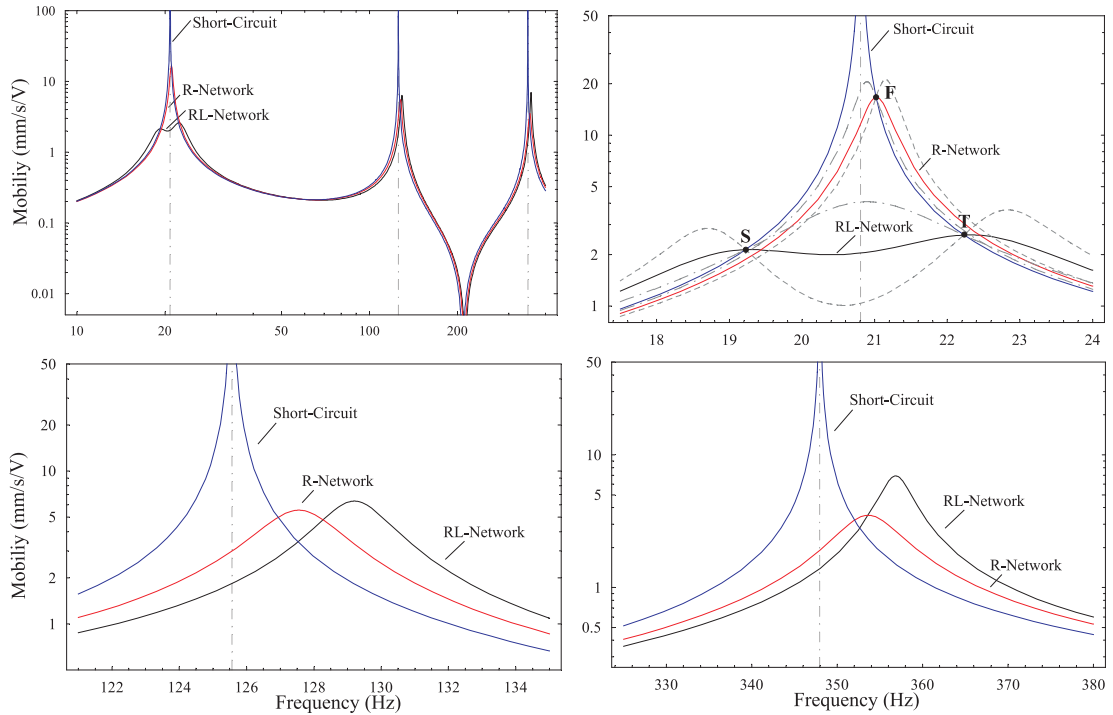 100
10
1
0.1
0.01
Mobiliy (mm/s/V)
Short-Circuit
R-Network
RL-Network
10 20 50 100 200
50
20
10
5
2
1
Short-Circuit
F
R-Network
S
T
RL-Network
18 19 20 21 22 23 24
50
20
10
5
2
1
Mobiliy (mm/s/V)
Short-Circuit
R-Network
RL-Network
122 124 126 128 130 132 134
Frequency (Hz)
50
10
5
1
0.5
Short-Circuit
RL-Network
R-Network
330 340 350 360 370 380
Frequency (Hz)